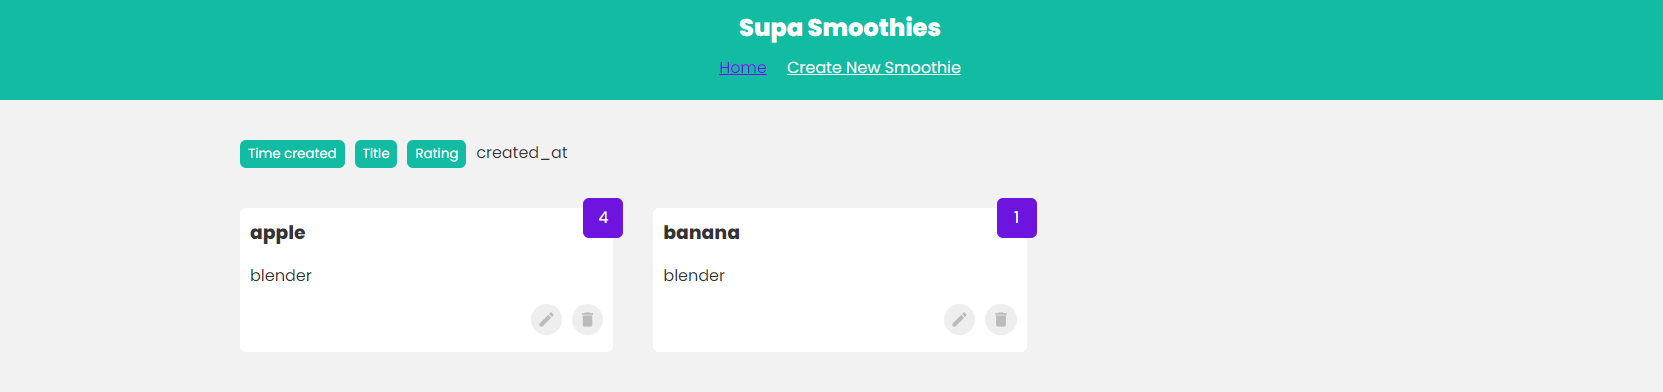 Supa Smoothies
Home Create New Smoothie
Time created Title Rating created_at
4
apple
blender
1
banana
blender